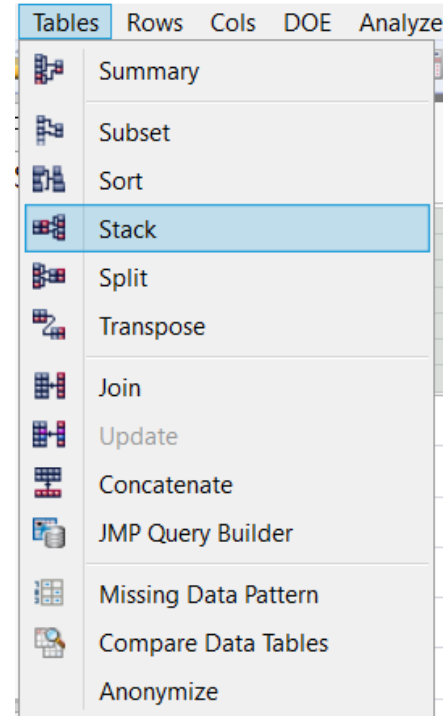 Tables Rows Cols DOE Analyze
Summary
Subset
Sort
Stack
Split
Transpose
Join
Update
Concatenate
JMP Query Builder
Missing Data Pattern
Compare Data Tables
Anonymize